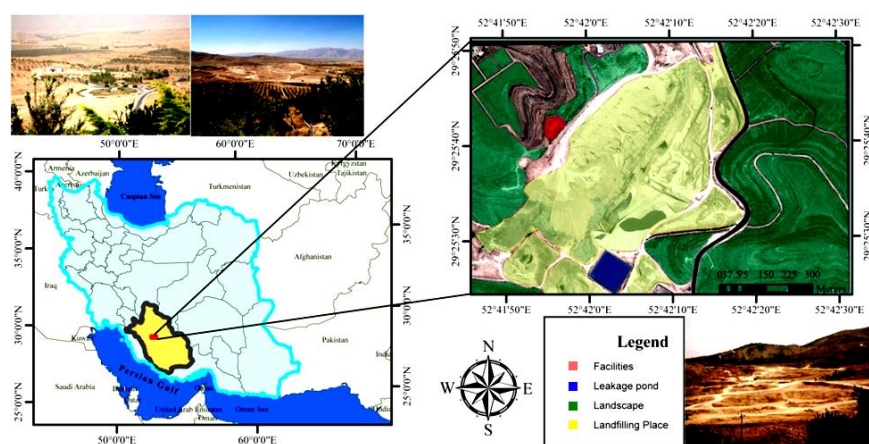 52°41'50"E 52°42'0"E 52°42'10"E 52°42'20"E 52°42'30"E
29°25'50"N
29°25'40"N
29°25'30"N
150 225 300
Meters
52°41'50"E 52°42'0"E 52°42'10"E 52°42'20"E 52°42'30"E
50°0'0"E 60°0'0"E 70°0'0"E
40°0'0"N
35°0'0"N
30°0'0"N
25°0'0"N
35°0'0"N
30°0'0"N
25°0'0"N
Armenia
Azerbaijan
Caspian Sea
Turkmenistan
Uzbekistan
Kyrgyzstan
Tajikistan
Afghanistan
Iraq
Pakistan
Persian Gulf
Saudi Arabia
United Arab Emirates
Oman
Oman Sea
50°0'0"E 60°0'0"E
N
W E
S
Legend
Facilities
Leakage pond
Landscape
Landfilling Place